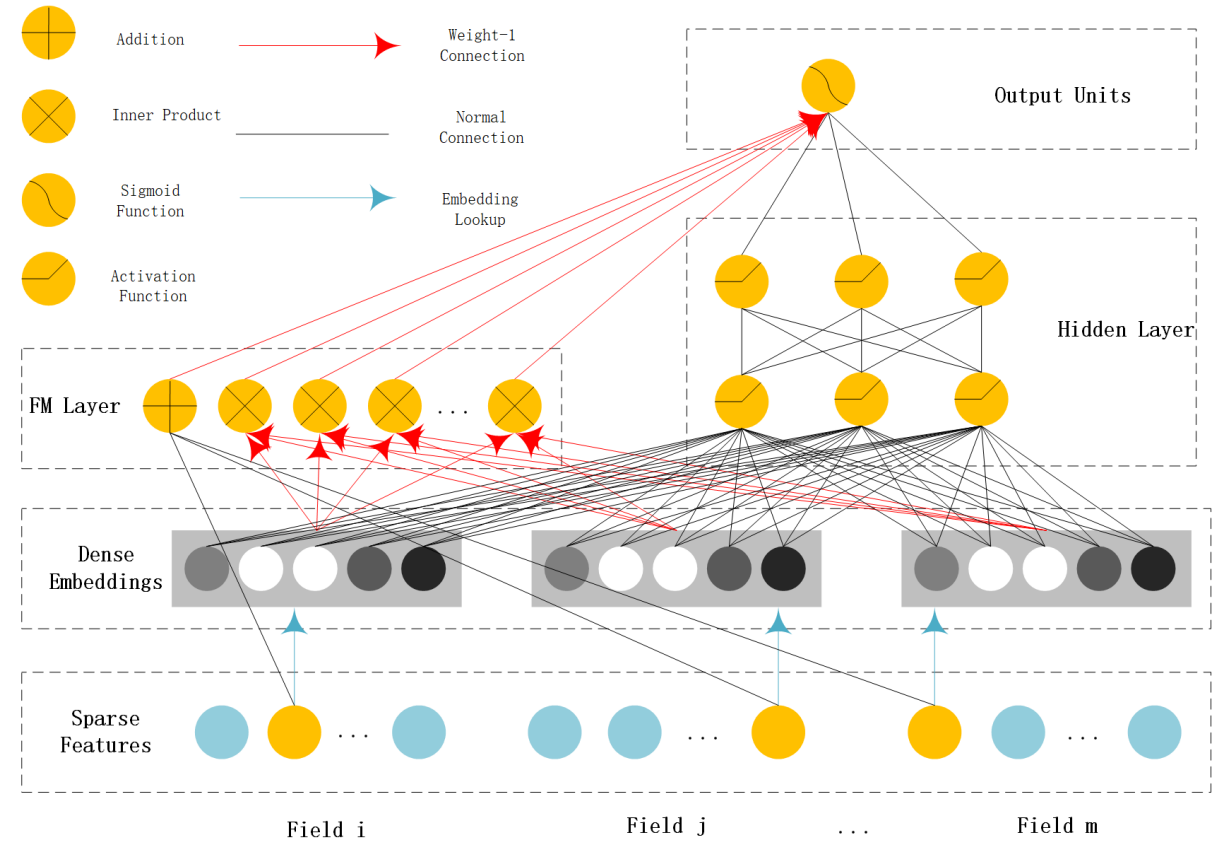 Addition
Weight-1
Connection
Inner Product
Normal
Connection
Sigmoid
Function
Embedding
Lookup
Activation
Function
Output Units
Hidden Layer
FM Layer
...
Dense
Embeddings
Sparse
Features
...
...
...
Field i
Field j
...
Field m